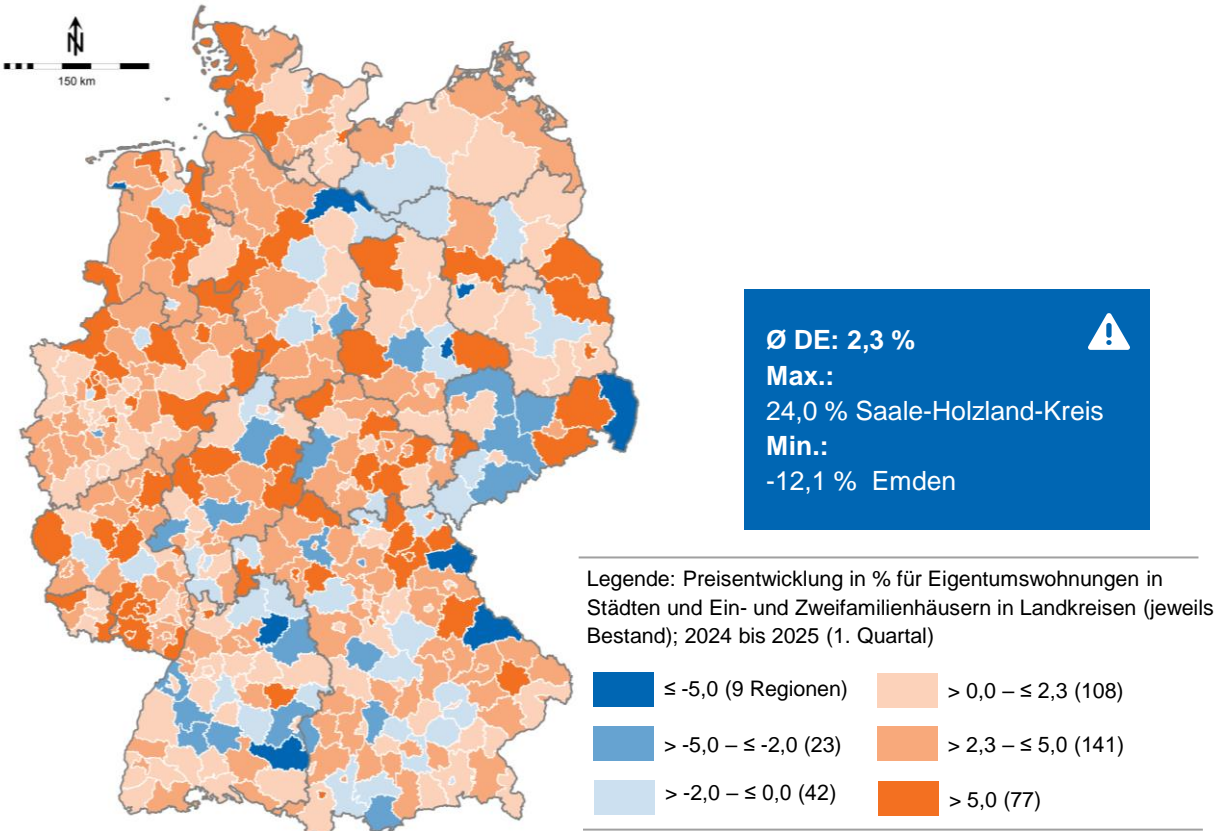 N
150 km
Ø DE: 2,3 %
Max.:
24,0 % Saale-Holzland-Kreis
Min.:
-12,1 % Emden
Legende: Preisentwicklung in % für Eigentumswohnungen in
Städten und Ein- und Zweifamilienhäusern in Landkreisen (jeweils
Bestand); 2024 bis 2025 (1. Quartal)
≤ -5,0 (9 Regionen)
> 0,0 – ≤ 2,3 (108)
> -5,0 – ≤ -2,0 (23)
> 2,3 – ≤ 5,0 (141)
> -2,0 – ≤ 0,0 (42)
> 5,0 (77)